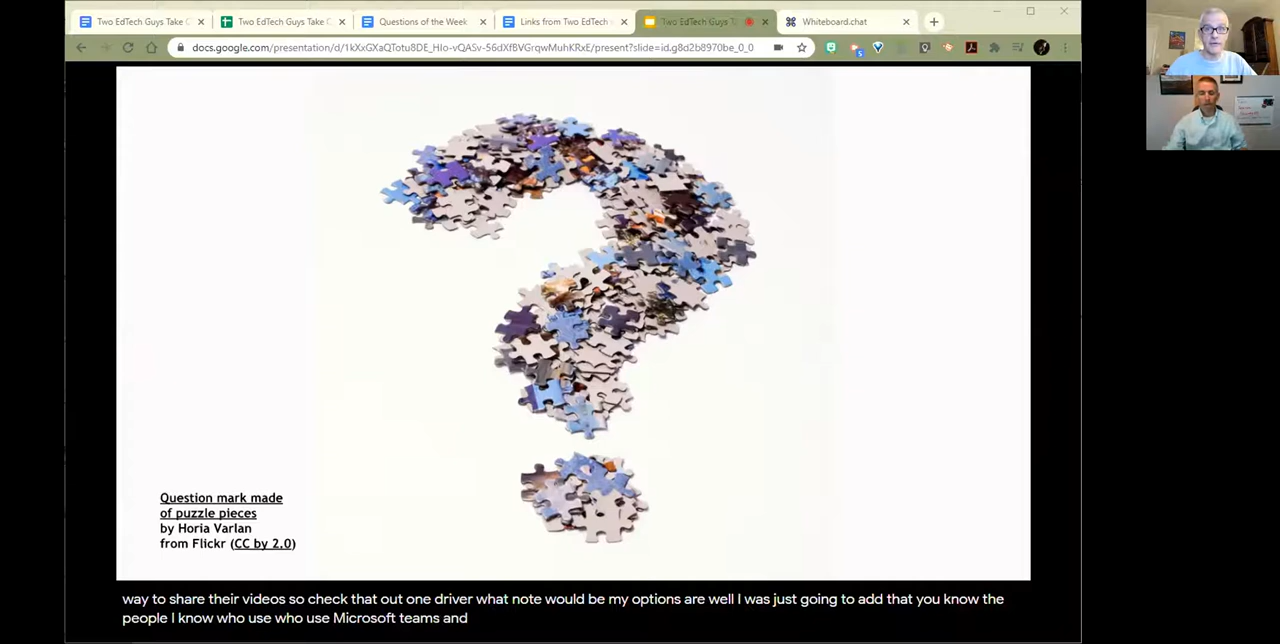 Two EdTech Guys Take C
Two EdTech Guys Take C
Questions of the Week
Links from Two EdTech
Two EdTech Guys T
Whiteboard.chat
docs.google.com/presentation/d/1kXxGXaQTotu8DE_HIo-vQASv-56dXfBVGrqwMuhKRxE/present?slide=id.g8d2b8970be_0_0
Question mark made
of puzzle pieces
by Horia Varlan
from Flickr (CC by 2.0)
way to share their videos so check that out one driver what note would be my options are well I was just going to add that you know the
people I know who use who use Microsoft teams and